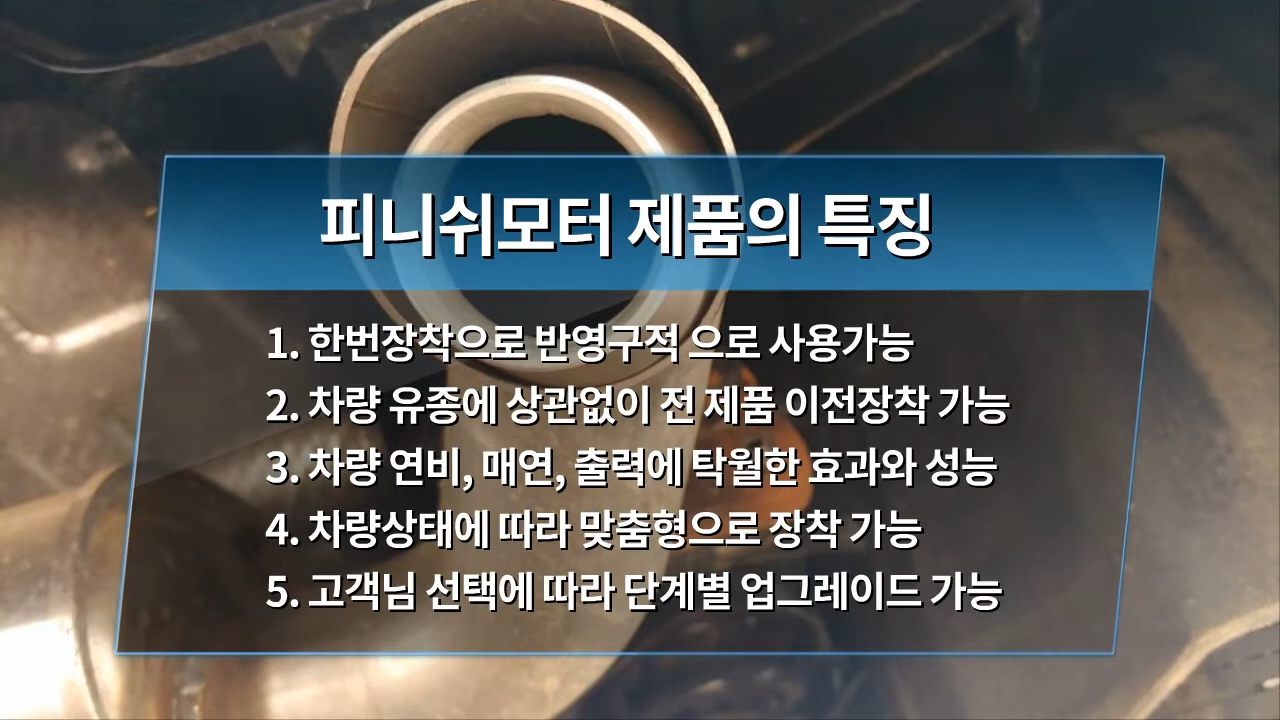 피니쉬모터 제품의 특징
1. 한번장착으로 반영구적 으로 사용가능
2. 차량 유종에 상관없이 전 제품 이전장착 가능
3. 차량 연비, 매연, 출력에 탁월한 효과와 성능
4. 차량상태에 따라 맞춤형으로 장착 가능
5. 고객님 선택에 따라 단계별 업그레이드 가능